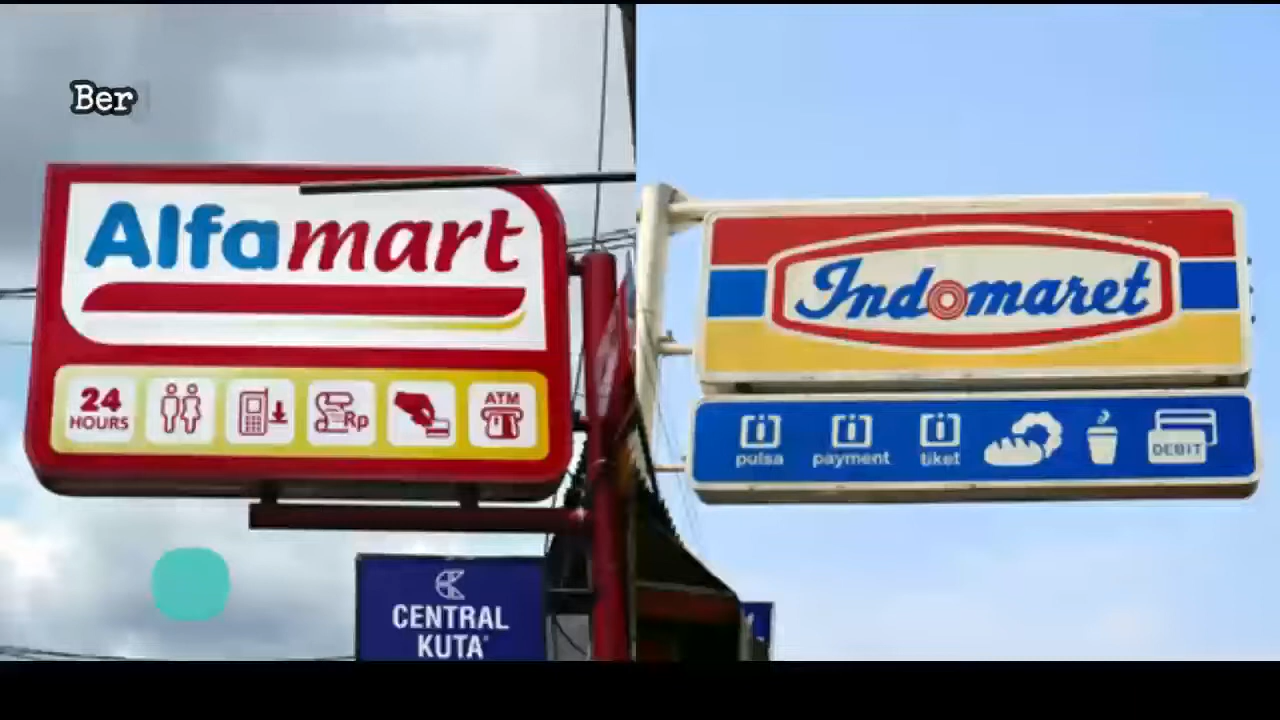 Ber
Alfamart
24
HOURS
Rp
ATM
CENTRAL
KUTA
Indomaret
pulsa
payment
tiket
DEBIT